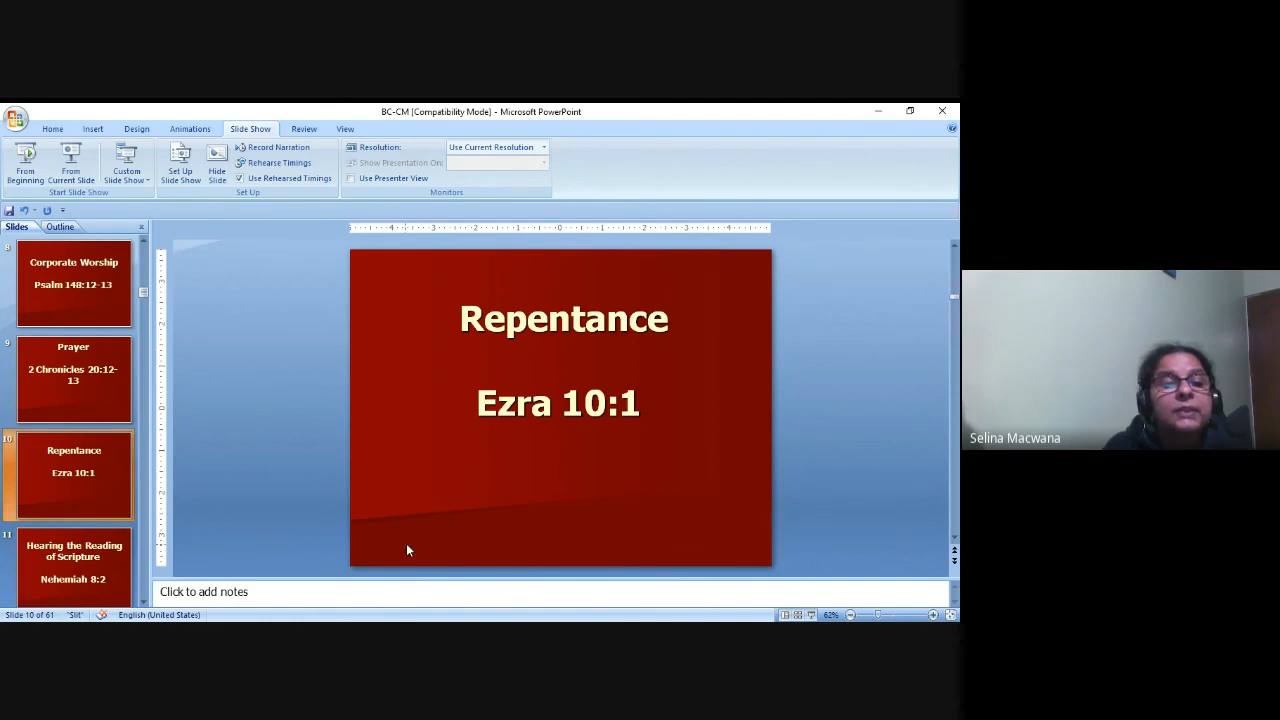 BC-CM [Compatibility Mode] - Microsoft PowerPoint
Home Insert Design Animations Slide Show Review View
From Beginning
From Current Slide
Custom Slide Show
Start Slide Show
Set Up Slide Show
Hide Slide
Record Narration
Rehearse Timings
Use Rehearsed Timings
Set Up
Resolution: Use Current Resolution
Show Presentation On:
Use Presenter View
Monitors
Slides Outline
8
Corporate Worship
Psalm 148:12-13
9
Prayer
2 Chronicles 20:12-
13
10
Repentance
Ezra 10:1
11
Hearing the Reading
of Scripture
Nehemiah 8:2
Repentance
Ezra 10:1
Click to add notes
Slide 10 of 61 "Slit" English (United States) 62%
Selina Macwana